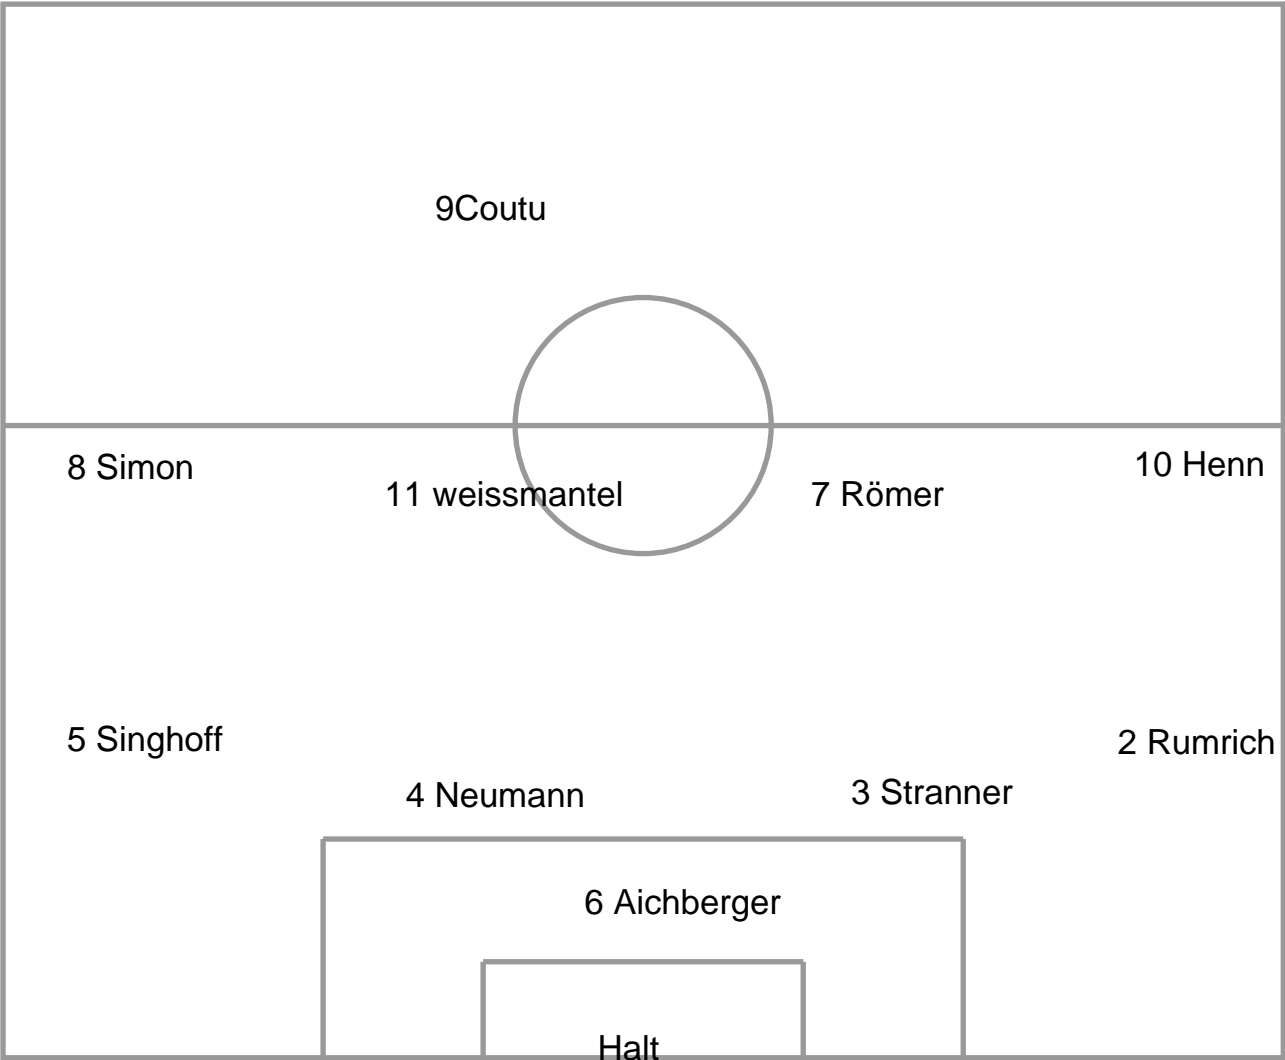 9Coutu
8 Simon
10 Henn
11 weissmantel
7 Römer
5 Singhoff
2 Rumrich
4 Neumann
3 Stranner
6 Aichberger
Halt